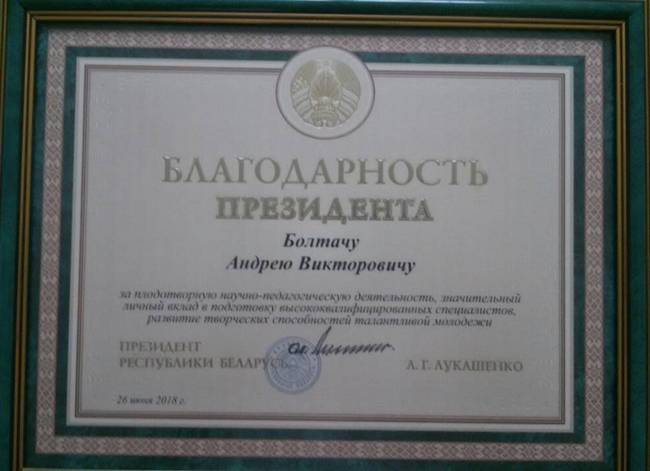 БЛАГОДАРНОСТЬ
ПРЕЗИДЕНТА
Болтачу
Андрею Викторовичу
за плодотворную научно-педагогическую деятельность, значительный
личный вклад в подготовку высококвалифицированных специалистов,
развитие творческих способностей талантливой молодежи
ПРЕЗИДЕНТ
РЕСПУБЛИКИ БЕЛАРУСЬ
А. Г. ЛУКАШЕНКО
26 июня 2018 г.